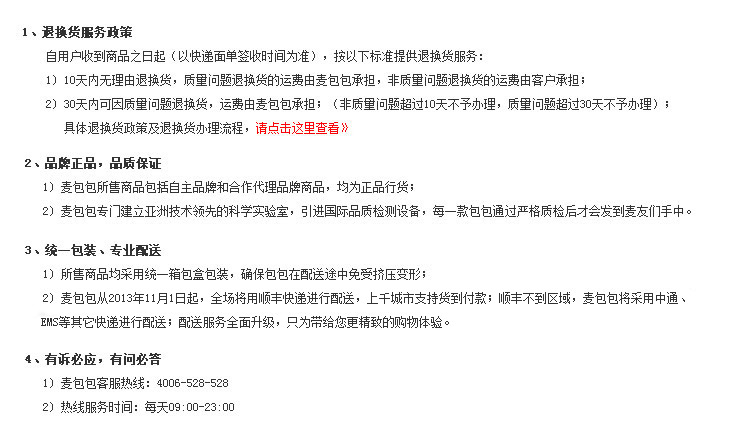 1、退换货服务政策
自用户收到商品之日起（以快递面单签收时间为准），按以下标准提供退换货服务：
1）10天内无理由退换货，质量问题退换货的运费由麦包包承担，非质量问题退换货的运费由客户承担；
2）30天内可因质量问题退换货，运费由麦包包承担；（非质量问题超过10天不予办理，质量问题超过30天不予办理）；
具体退换货政策及退换货办理流程，请点击这里查看》
2、品牌正品，品质保证
1）麦包包所售商品包括自主品牌和合作代理品牌商品，均为正品行货；
2）麦包包专门建立亚洲技术领先的科学实验室，引进国际品质检测设备，每一款包包通过严格质检后才会发到麦友们手中。
3、统一包装、专业配送
1）所售商品均采用统一箱包盒包装，确保包包在配送途中免受挤压变形；
2）麦包包从2013年11月1日起，全场将用顺丰快递进行配送，上千城市支持货到付款；顺丰不到区域，麦包包将采用中通、
EMS等其它快递进行配送；配送服务全面升级，只为带给您更精致的购物体验。
4、有诉必应，有问必答
1）麦包包客服热线：4006-528-528
2）热线服务时间：每天09:00-23:00